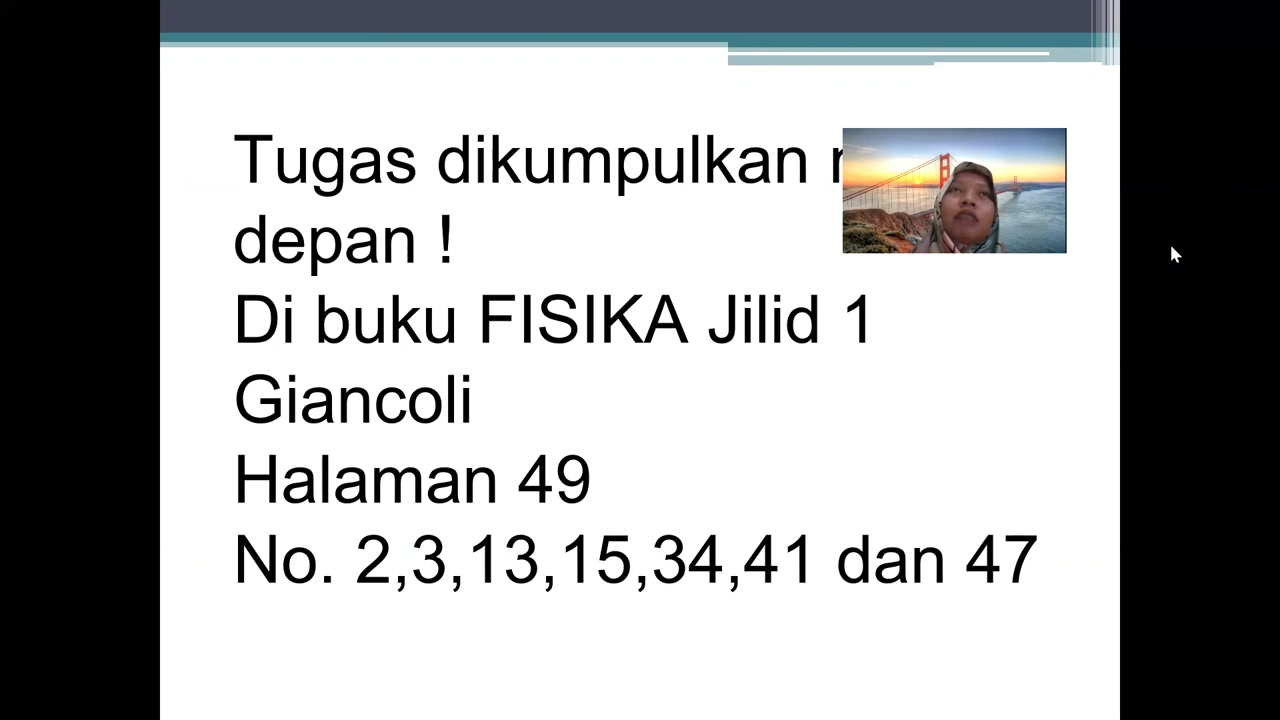 Tugas dikumpulkan
depan !
Di buku FISIKA Jilid 1
Giancoli
Halaman 49
No. 2,3,13,15,34,41 dan 47